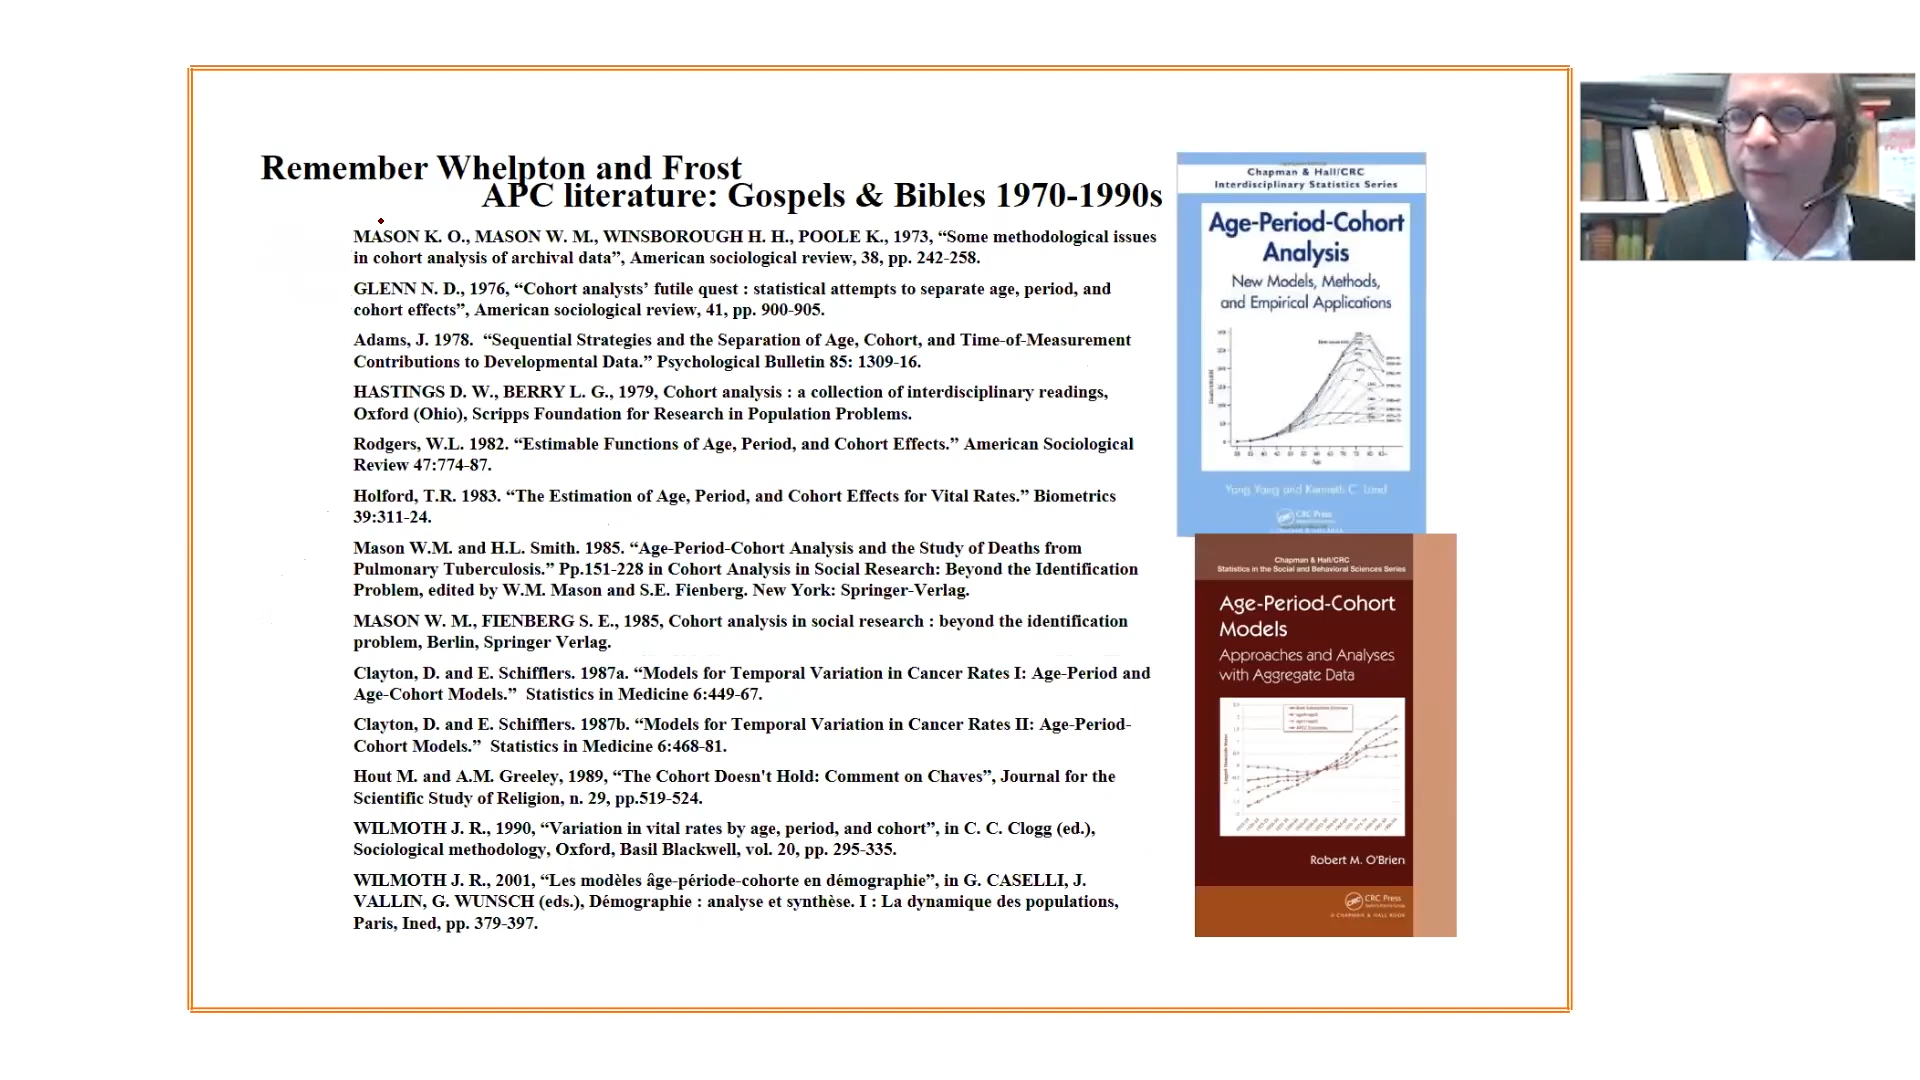 Remember Whelpton and Frost
APC literature: Gospels & Bibles 1970-1990s
MASON K. O., MASON W. M., WINSBOROUGH H. H., POOLE K., 1973, “Some methodological issues
in cohort analysis of archival data”, American sociological review, 38, pp. 242-258.
GLENN N. D., 1976, “Cohort analysts’ futile quest : statistical attempts to separate age, period, and
cohort effects”, American sociological review, 41, pp. 900-905.
Adams, J. 1978. “Sequential Strategies and the Separation of Age, Cohort, and Time-of-Measurement
Contributions to Developmental Data.” Psychological Bulletin 85: 1309-16.
HASTINGS D. W., BERRY L. G., 1979, Cohort analysis : a collection of interdisciplinary readings,
Oxford (Ohio), Scripps Foundation for Research in Population Problems.
Rodgers, W.L. 1982. “Estimable Functions of Age, Period, and Cohort Effects.” American Sociological
Review 47:774-87.
Holford, T.R. 1983. “The Estimation of Age, Period, and Cohort Effects for Vital Rates.” Biometrics
39:311-24.
Mason W.M. and H.L. Smith. 1985. “Age-Period-Cohort Analysis and the Study of Deaths from
Pulmonary Tuberculosis.” Pp.151-228 in Cohort Analysis in Social Research: Beyond the Identification
Problem, edited by W.M. Mason and S.E. Fienberg. New York: Springer-Verlag.
MASON W. M., FIENBERG S. E., 1985, Cohort analysis in social research : beyond the identification
problem, Berlin, Springer Verlag.
Clayton, D. and E. Schifflers. 1987a. “Models for Temporal Variation in Cancer Rates I: Age-Period and
Age-Cohort Models.” Statistics in Medicine 6:449-67.
Clayton, D. and E. Schifflers. 1987b. “Models for Temporal Variation in Cancer Rates II: Age-Period-
Cohort Models.” Statistics in Medicine 6:468-81.
Hout M. and A.M. Greeley, 1989, “The Cohort Doesn't Hold: Comment on Chaves”, Journal for the
Scientific Study of Religion, n. 29, pp.519-524.
WILMOTH J. R., 1990, “Variation in vital rates by age, period, and cohort”, in C. C. Clogg (ed.),
Sociological methodology, Oxford, Basil Blackwell, vol. 20, pp. 295-335.
WILMOTH J. R., 2001, “Les modèles âge-période-cohorte en démographie”, in G. CASELLI, J.
VALLIN, G. WUNSCH (eds.), Démographie : analyse et synthèse. I : La dynamique des populations,
Paris, Ined, pp. 379-397.
Chapman & Hall/CRC
Interdisciplinary Statistics Series
Age-Period-Cohort
Analysis
New Models, Methods,
and Empirical Applications
Age
Yang Yang and Kenneth C. Land
CRC Press
Chapman & Hall/CRC
Statistics in the Social and Behavioral Sciences Series
Age-Period-Cohort
Models
Approaches and Analyses
with Aggregate Data
Robert M. O'Brien
CRC Press
A CHAPMAN & HALL BOOK